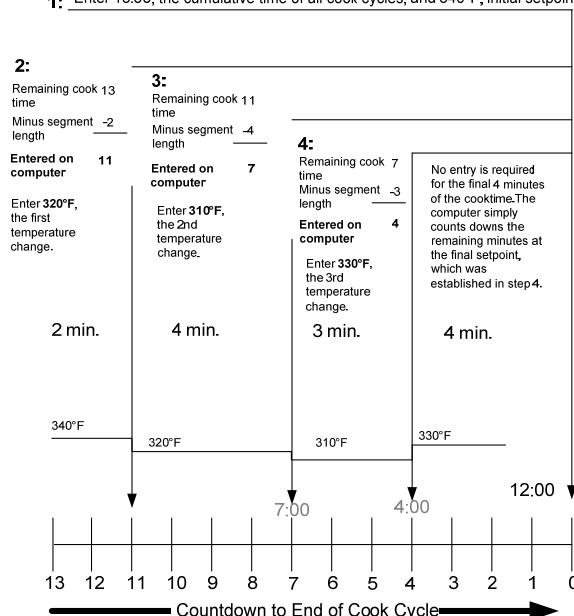 1: Enter 13:00, the cumulative time of all cook cycles, and 340°F, initial setpoin
2:
Remaining cook 13
time
Minus segment -2
length
Entered on 11
computer
Enter 320°F,
the first
temperature
change.
3:
Remaining cook 11
time
Minus segment -4
length
Entered on 7
computer
Enter 310°F,
the 2nd
temperature
change.
4:
Remaining cook 7
time
Minus segment -3
length
Entered on 4
computer
Enter 330°F,
the 3rd
temperature
change.
No entry is required
for the final 4 minutes
of the cooktime.The
computer simply
counts downs the
remaining minutes at
the final setpoint,
which was
established in step 4.
2 min.
4 min.
3 min.
4 min.
340°F
320°F
310°F
330°F
7:00
4:00
12:00
13 12 11 10 9 8 7 6 5 4 3 2 1 0
Countdown to End of Cook Cycle